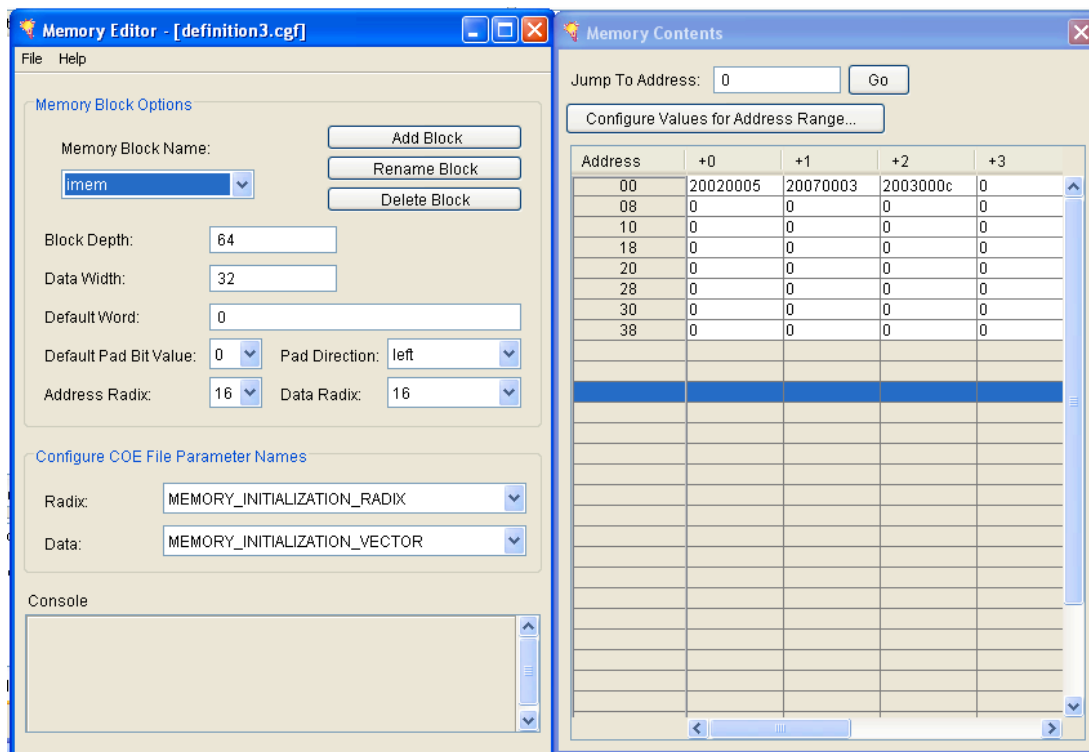 Memory Editor - [definition3.cgf]
File Help
Memory Block Options
Memory Block Name:
imem
Add Block
Rename Block
Delete Block
Block Depth: 64
Data Width: 32
Default Word: 0
Default Pad Bit Value: 0 Pad Direction: left
Address Radix: 16 Data Radix: 16
Configure COE File Parameter Names
Radix: MEMORY_INITIALIZATION_RADIX
Data: MEMORY_INITIALIZATION_VECTOR
Console
Memory Contents
Jump To Address: 0 Go
Configure Values for Address Range...
Address +0 +1 +2 +3
00 20020005 20070003 2003000c 0
08 0 0 0 0
10 0 0 0 0
18 0 0 0 0
20 0 0 0 0
28 0 0 0 0
30 0 0 0 0
38 0 0 0 0